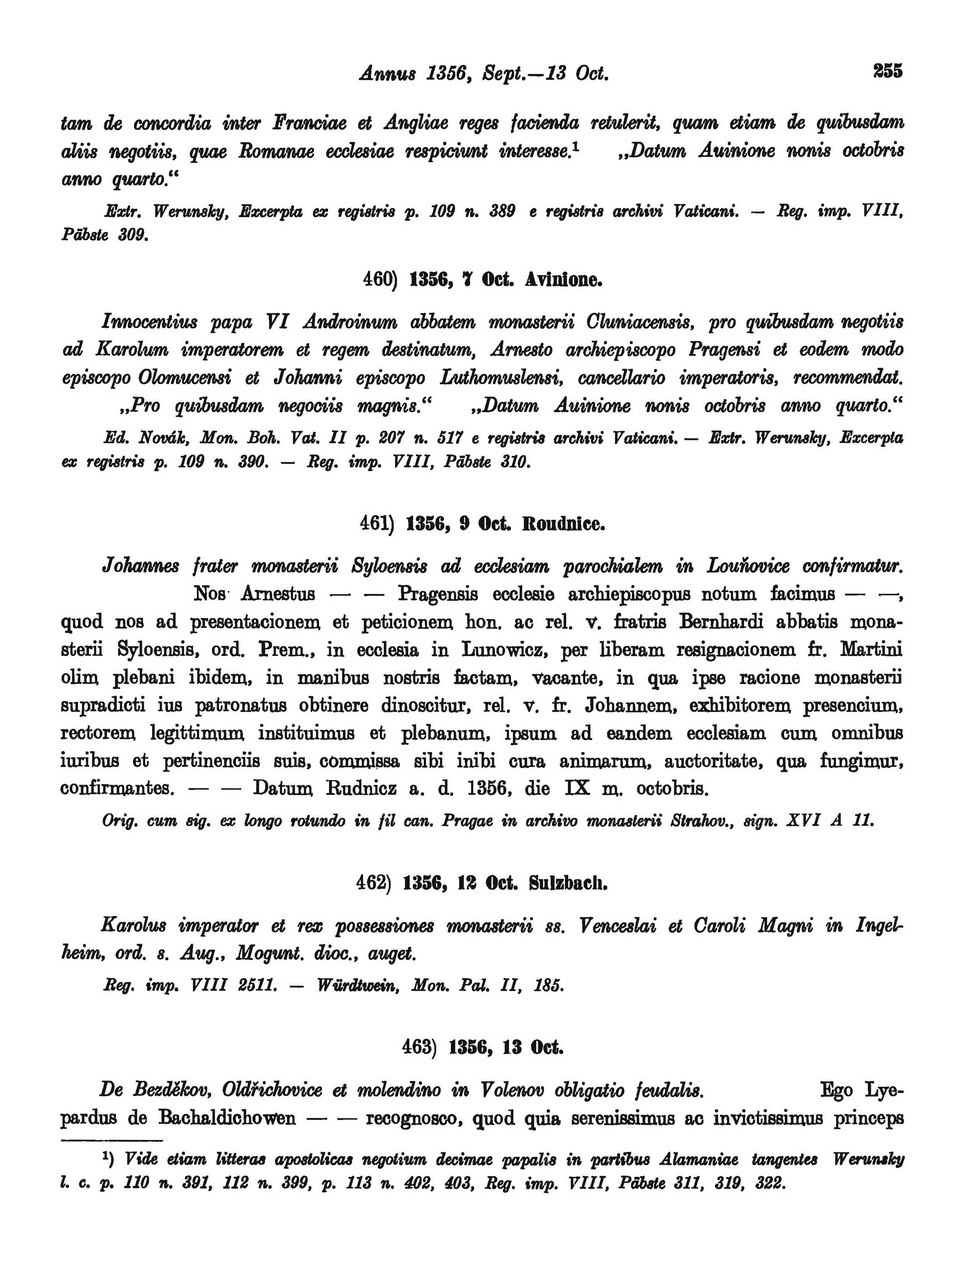 Annus 1356, Sept.—13 Oct. 255
tam de concordia inter Franciae et Angliae reges facienda retulerit, quam etiam de quibusdam
aliis negotiis, quae Romanae ecclesiae respiciunt interesse.¹ „Datum Auinione nonis octobris
anno quarto.“
Extr. Werunsky, Excerpta ex registris p. 109 n. 389 e registris archivi Vaticani. — Reg. imp. VIII,
Päbste 309.
460) 1356, 7 Oct. Avinione.
Innocentius papa VI Androinum abbatem monasterii Cluniacensis, pro quibusdam negotiis
ad Karolum imperatorem et regem destinatum, Arnesto archiepiscopo Pragensi et eodem modo
episcopo Olomucensi et Johanni episcopo Luthomuslensi, cancellario imperatoris, recommendat.
„Pro quibusdam negociis magnis.“ „Datum Auinione nonis octobris anno quarto.“
Ed. Novák, Mon. Boh. Vat. II p. 207 n. 517 e registris archivi Vaticani. — Extr. Werunsky, Excerpta
ex registris p. 109 n. 390. — Reg. imp. VIII, Päbste 310.
461) 1356, 9 Oct. Roudnice.
Johannes frater monasterii Syloensis ad ecclesiam parochialem in Louňovice confirmatur.
Nos Arnestus — — Pragensis ecclesie archiepiscopus notum facimus — —,
quod nos ad presentacionem et peticionem hon. ac rel. v. fratris Bernhardi abbatis mona-
sterii Syloensis, ord. Prem., in ecclesia in Lunowicz, per liberam resignacionem fr. Martini
olim plebani ibidem, in manibus nostris factam, vacante, in qua ipse racione monasterii
supradicti ius patronatus obtinere dinoscitur, rel. v. fr. Johannem, exhibitorem presencium,
rectorem legittimum instituimus et plebanum, ipsum ad eandem ecclesiam cum omnibus
iuribus et pertinenciis suis, commissa sibi inibi cura animarum, auctoritate, qua fungimur,
confirmantes. — — Datum Rudnicz a. d. 1356, die IX m. octobris.
Orig. cum sig. ex longo rotundo in fil can. Pragae in archivo monasterii Strahov., sign. XVI A 11.
462) 1356, 12 Oct. Sulzbach.
Karolus imperator et rex possessiones monasterii ss. Venceslai et Caroli Magni in Ingel-
heim, ord. s. Aug., Mogunt. dioc., auget.
Reg. imp. VIII 2511. — Würdtwein, Mon. Pal. II, 185.
463) 1356, 13 Oct.
De Bezděkov, Oldřichovice et molendino in Volenov obligatio feudalis. Ego Lye-
pardus de Bachaldichowen — — recognosco, quod quia serenissimus ac invictissimus princeps
¹) Vide etiam litteras apostolicas negotium decimae papalis in partibus Alamaniae tangentes Werunsky
l. c. p. 110 n. 391, 112 n. 399, p. 113 n. 402, 403, Reg. imp. VIII, Päbste 311, 319, 322.